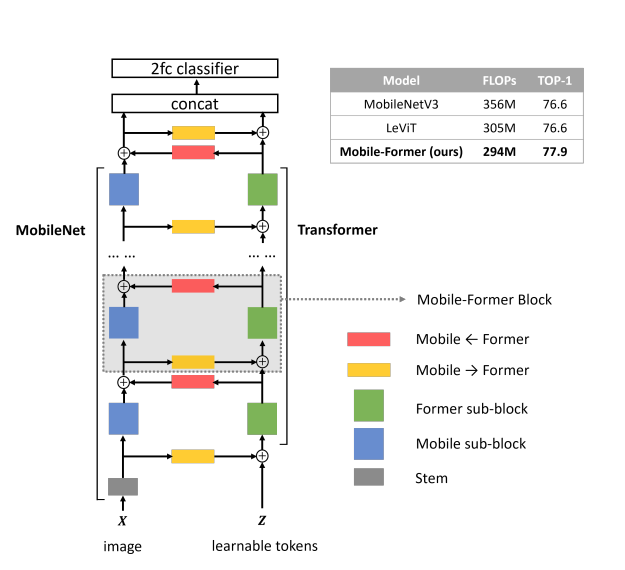 2fc classifier
concat
Model FLOPs TOP-1
MobileNetV3 356M 76.6
LeViT 305M 76.6
Mobile-Former (ours) 294M 77.9
MobileNet
Transformer
... ...
... ...
Mobile-Former Block
Mobile ← Former
Mobile → Former
Former sub-block
Mobile sub-block
Stem
X
Z
image
learnable tokens